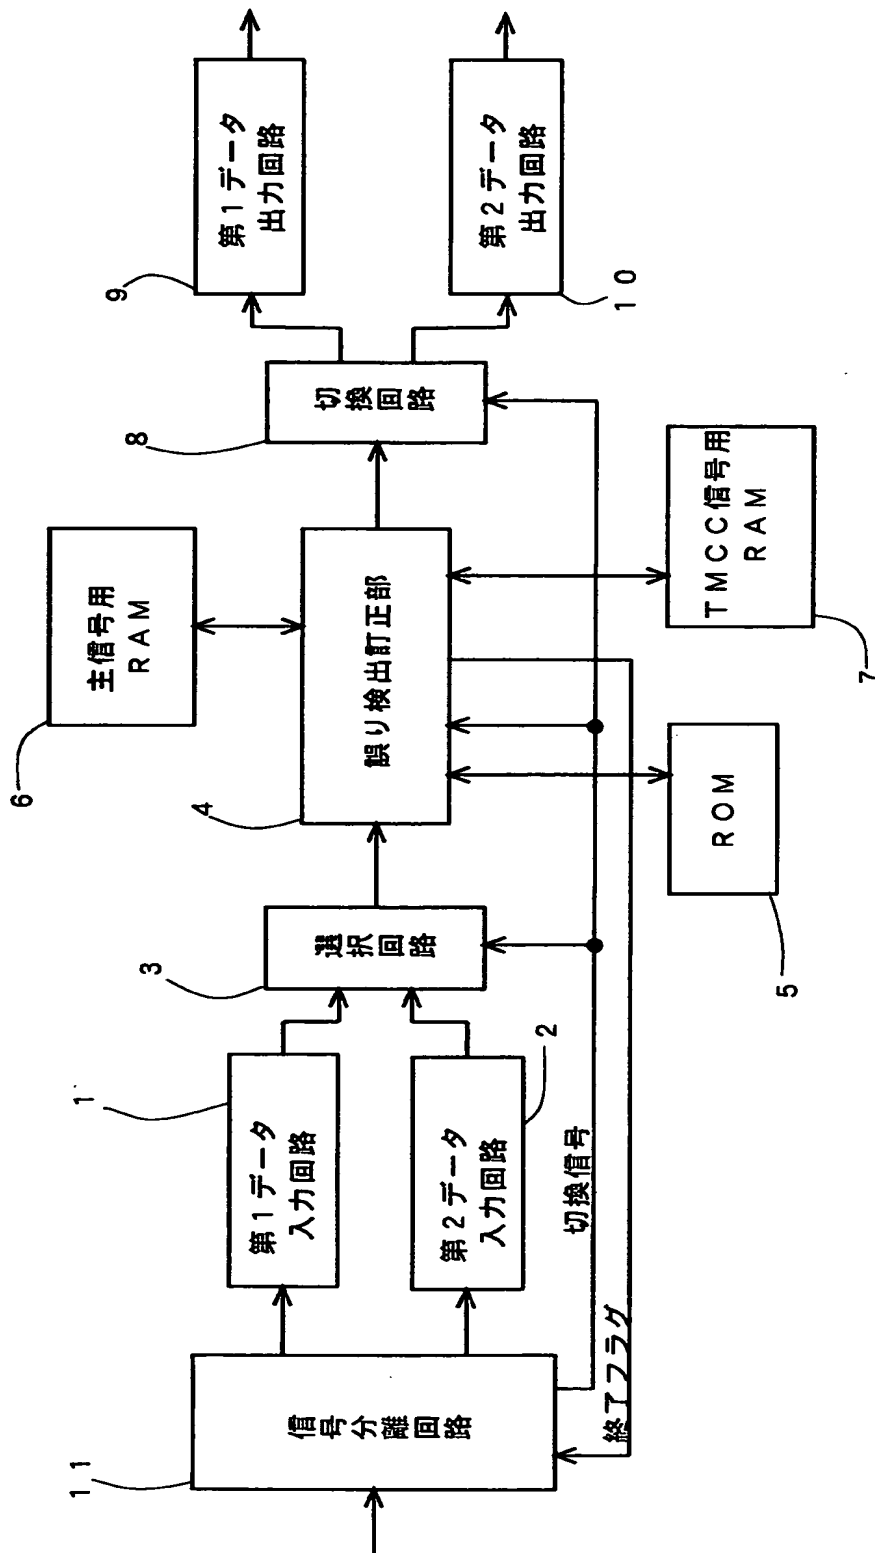 11
信号分離回路
1
第1データ
入力回路
2
第2データ
入力回路
3
選択回路
4
誤り検出訂正部
6
主信号用
RAM
8
切換回路
9
第1データ
出力回路
10
第2データ
出力回路
5
ROM
7
TMCC信号用
RAM
切換信号
終了フラグ